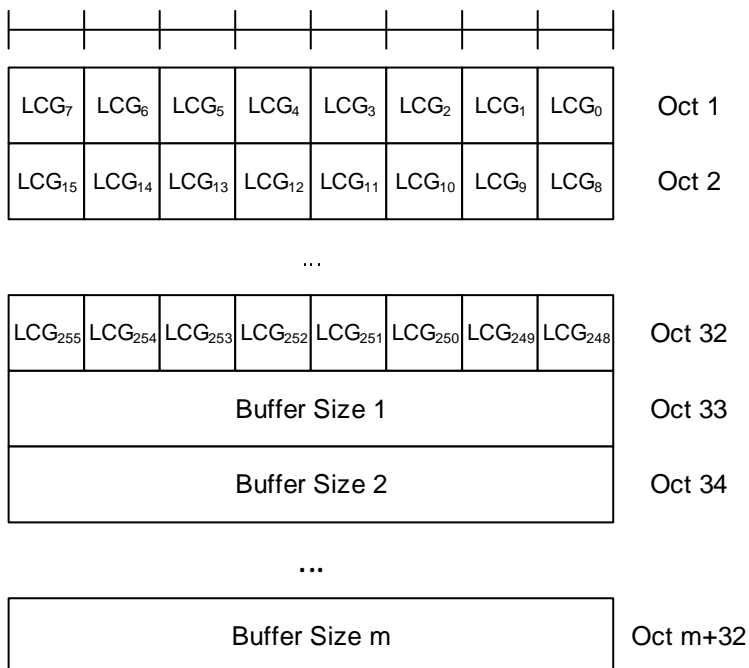 LCG₇ LCG₆ LCG₅ LCG₄ LCG₃ LCG₂ LCG₁ LCG₀ Oct 1
LCG₁₅ LCG₁₄ LCG₁₃ LCG₁₂ LCG₁₁ LCG₁₀ LCG₉ LCG₈ Oct 2
...
LCG₂₅₅ LCG₂₅₄ LCG₂₅₃ LCG₂₅₂ LCG₂₅₁ LCG₂₅₀ LCG₂₄₉ LCG₂₄₈ Oct 32
Buffer Size 1 Oct 33
Buffer Size 2 Oct 34
...
Buffer Size m Oct m+32